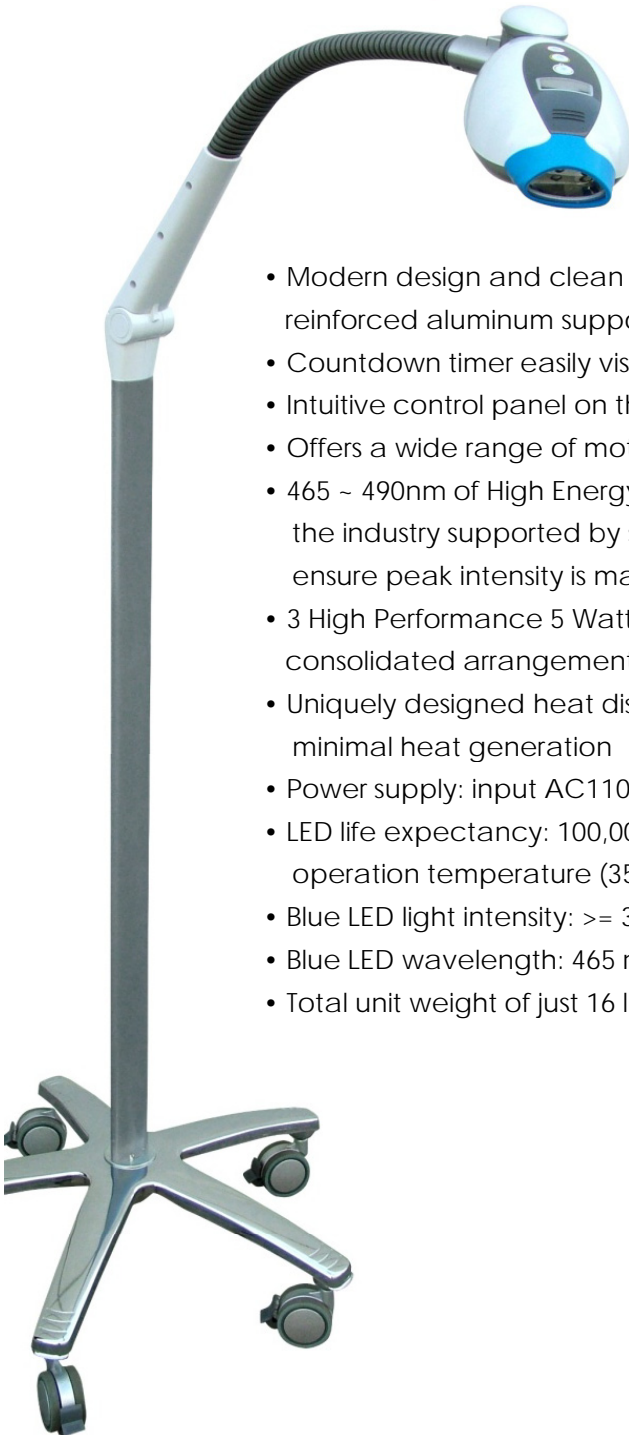 • Modern design and clean
reinforced aluminum suppo
• Countdown timer easily vis
• Intuitive control panel on th
• Offers a wide range of mot
• 465 ~ 490nm of High Energy
the industry supported by
ensure peak intensity is ma
• 3 High Performance 5 Watt
consolidated arrangement
• Uniquely designed heat dis
minimal heat generation
• Power supply: input AC110
• LED life expectancy: 100,00
operation temperature (35
• Blue LED light intensity: >= 3
• Blue LED wavelength: 465 n
• Total unit weight of just 16 l